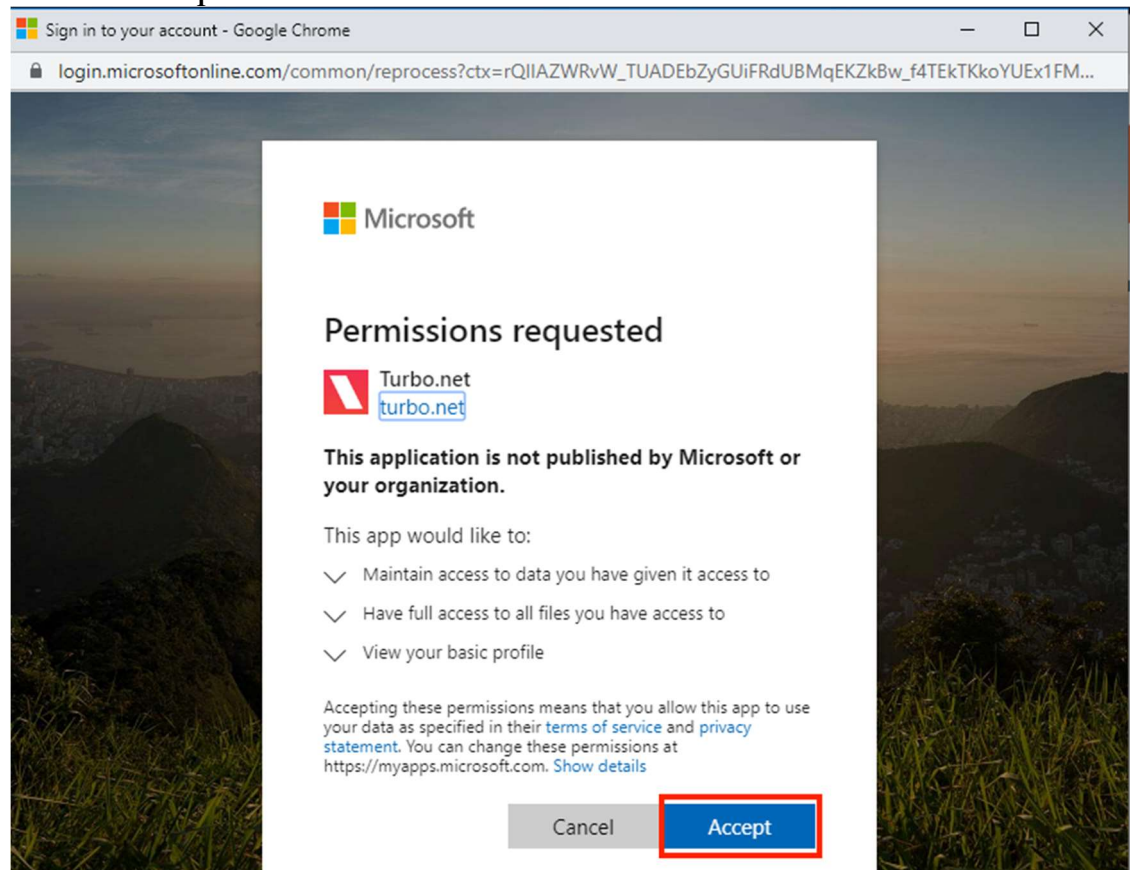 Sign in to your account - Google Chrome
login.microsoftonline.com/common/reprocess?ctx=rQIIAZWRvW_TUADEbZyGUiFRdUBMqEKZkBw_f4TEkTKkoYUEx1FM...
Microsoft
Permissions requested
Turbo.net
turbo.net
This application is not published by Microsoft or
your organization.
This app would like to:
Maintain access to data you have given it access to
Have full access to all files you have access to
View your basic profile
Accepting these permissions means that you allow this app to use
your data as specified in their terms of service and privacy
statement. You can change these permissions at
https://myapps.microsoft.com. Show details
Cancel Accept